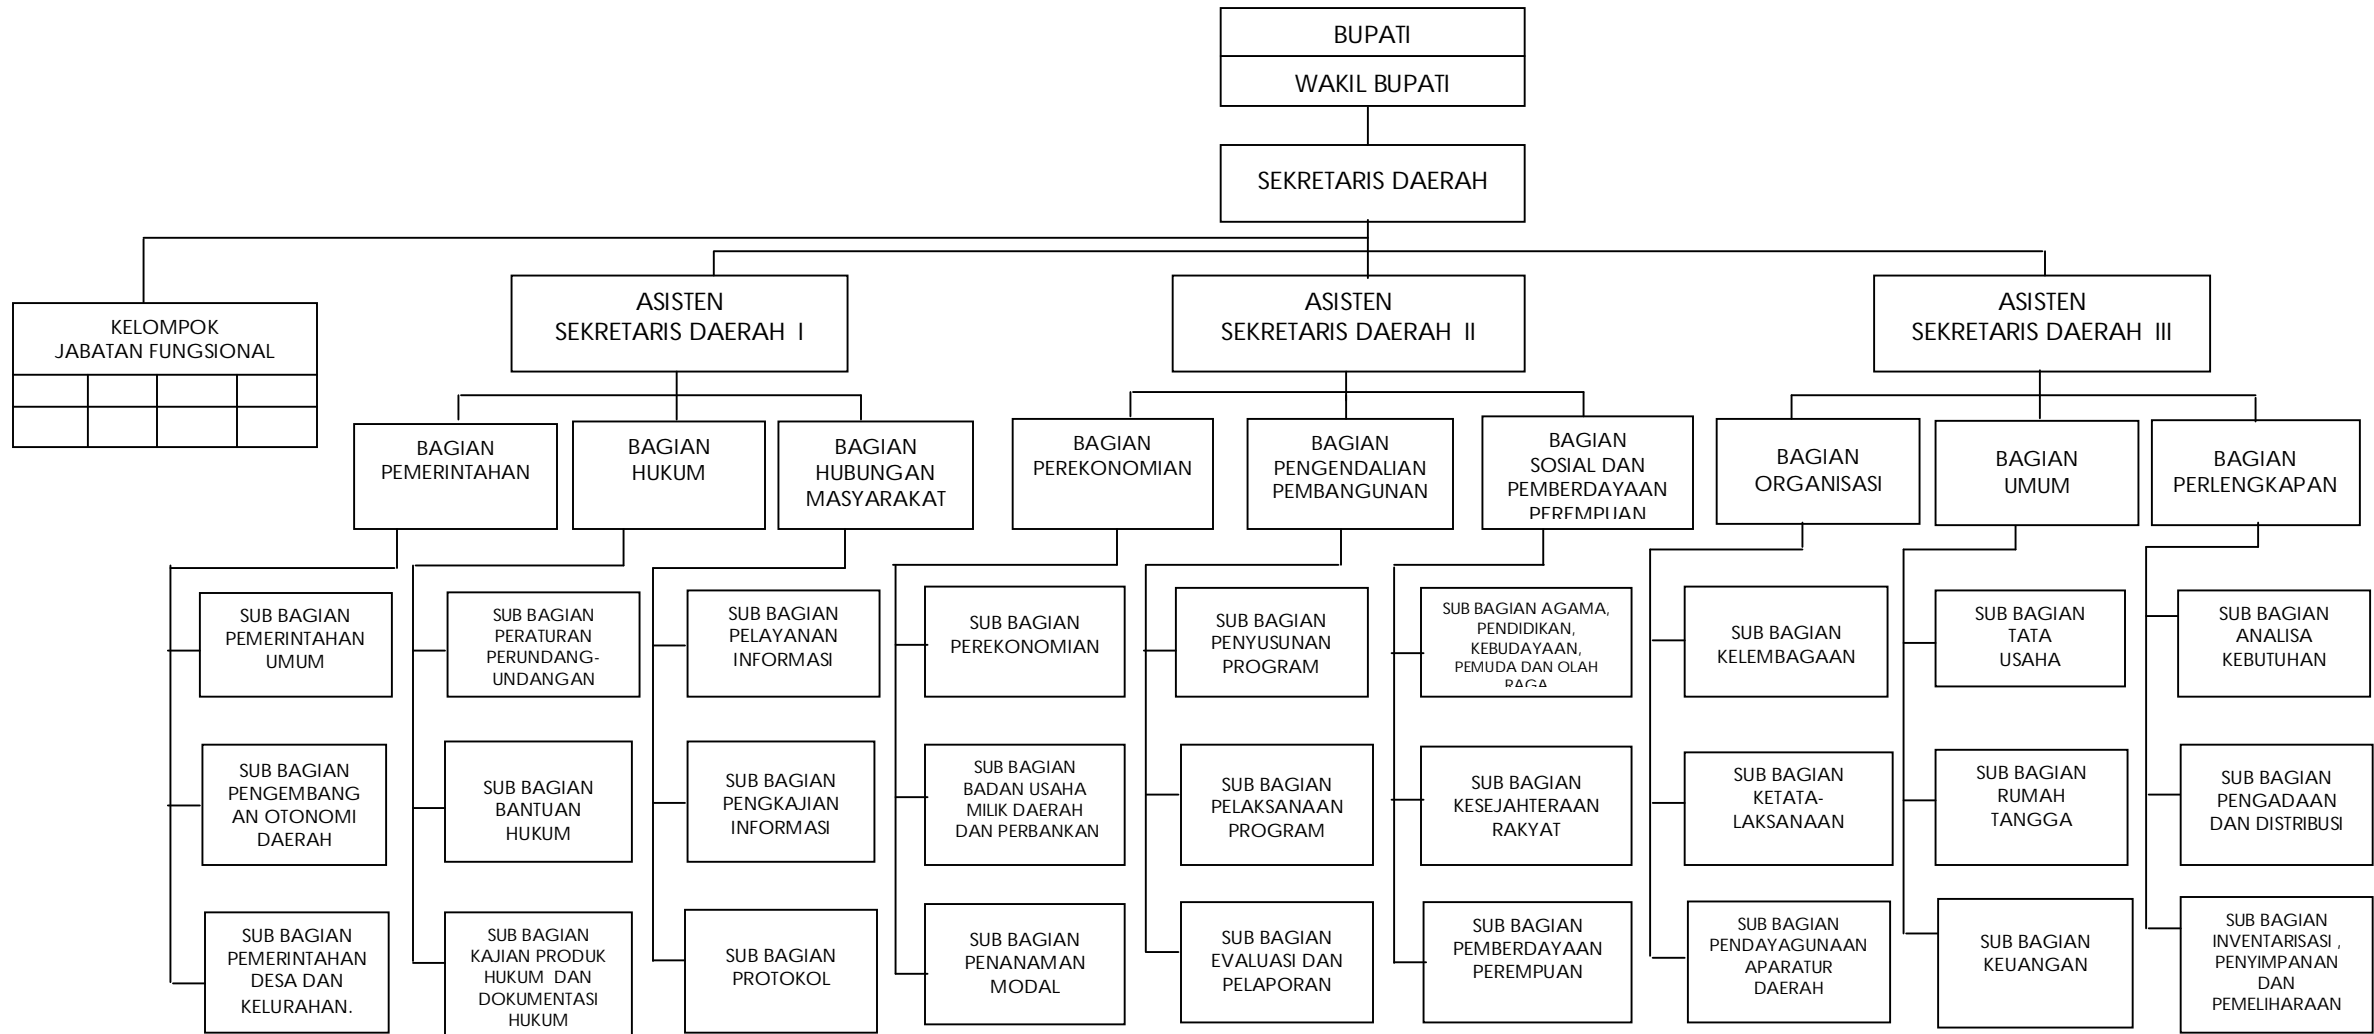 BUPATI
WAKIL BUPATI
SEKRETARIS DAERAH
KELOMPOK
JABATAN FUNGSIONAL
ASISTEN
SEKRETARIS DAERAH I
ASISTEN
SEKRETARIS DAERAH II
ASISTEN
SEKRETARIS DAERAH III
BAGIAN
PEMERINTAHAN
BAGIAN
HUKUM
BAGIAN
HUBUNGAN
MASYARAKAT
BAGIAN
PEREKONOMIAN
BAGIAN
PENGENDALIAN
PEMBANGUNAN
BAGIAN
SOSIAL DAN
PEMBERDAYAAN
PEREMPUAN
BAGIAN
ORGANISASI
BAGIAN
UMUM
BAGIAN
PERLENGKAPAN
SUB BAGIAN
PEMERINTAHAN
UMUM
SUB BAGIAN
PERATURAN
PERUNDANG-
UNDANGAN
SUB BAGIAN
PELAYANAN
INFORMASI
SUB BAGIAN
PEREKONOMIAN
SUB BAGIAN
PENYUSUNAN
PROGRAM
SUB BAGIAN AGAMA,
PENDIDIKAN,
KEBUDAYAAN,
PEMUDA DAN OLAH
RAGA
SUB BAGIAN
KELEMBAGAAN
SUB BAGIAN
TATA
USAHA
SUB BAGIAN
ANALISA
KEBUTUHAN
SUB BAGIAN
PENGEMBANG
AN OTONOMI
DAERAH
SUB BAGIAN
BANTUAN
HUKUM
SUB BAGIAN
PENGKAJIAN
INFORMASI
SUB BAGIAN
BADAN USAHA
MILIK DAERAH
DAN PERBANKAN
SUB BAGIAN
PELAKSANAAN
PROGRAM
SUB BAGIAN
KESEJAHTERAAN
RAKYAT
SUB BAGIAN
KETATA-
LAKSANAAN
SUB BAGIAN
RUMAH
TANGGA
SUB BAGIAN
PENGADAAN
DAN DISTRIBUSI
SUB BAGIAN
PEMERINTAHAN
DESA DAN
KELURAHAN.
SUB BAGIAN
KAJIAN PRODUK
HUKUM DAN
DOKUMENTASI
HUKUM
SUB BAGIAN
PROTOKOL
SUB BAGIAN
PENANAMAN
MODAL
SUB BAGIAN
EVALUASI DAN
PELAPORAN
SUB BAGIAN
PEMBERDAYAAN
PEREMPUAN
SUB BAGIAN
PENDAYAGUNAAN
APARATUR
DAERAH
SUB BAGIAN
KEUANGAN
SUB BAGIAN
INVENTARISASI ,
PENYIMPANAN
DAN
PEMELIHARAAN